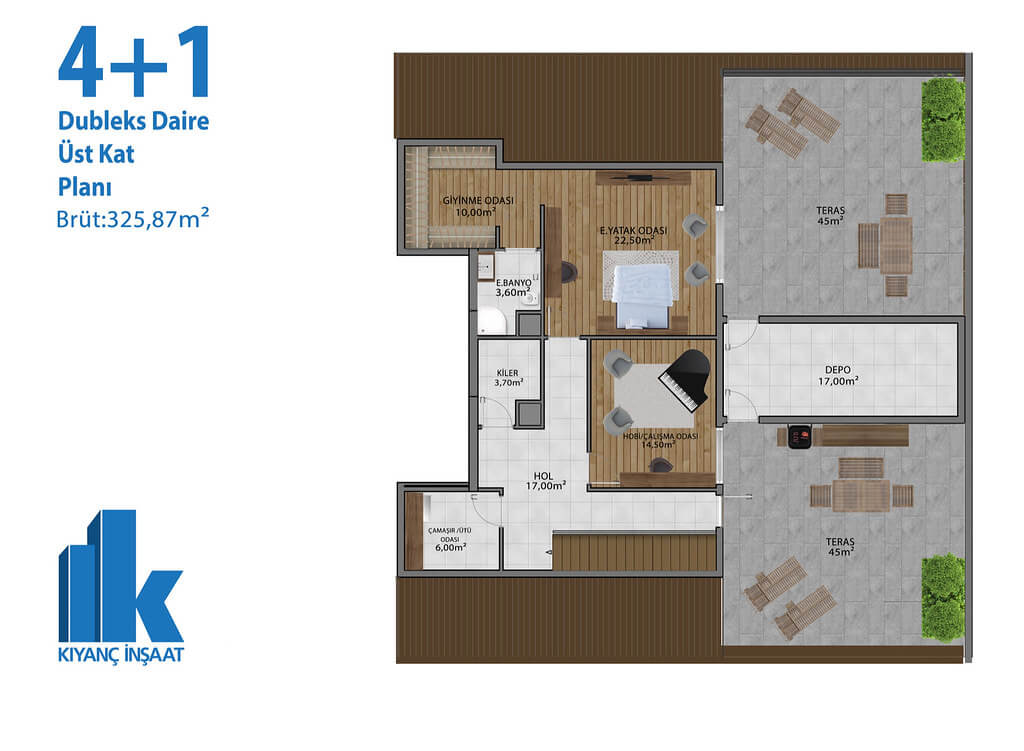 4+1
Dubleks Daire
Üst Kat
Planı
Brüt:325,87m²
GİYİNME ODASI
10,00m²
E.YATAK ODASI
22,50m²
TERAS
45m²
E.BANYO
3,60m²
KİLER
3,70m²
DEPO
17,00m²
HOBİ/ÇALIŞMA ODASI
14,50m²
HOL
17,00m²
ÇAMAŞIR /ÜTÜ
ODASI
6,00m²
TERAS
45m²
KIYANÇ İNŞAAT